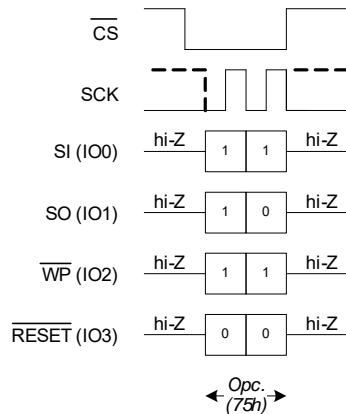 CS
SCK
hi-Z hi-Z
SI (IO0) 1 1
hi-Z hi-Z
SO (IO1) 1 0
hi-Z hi-Z
WP (IO2) 1 1
hi-Z hi-Z
RESET (IO3) 0 0
Opc.
(75h)